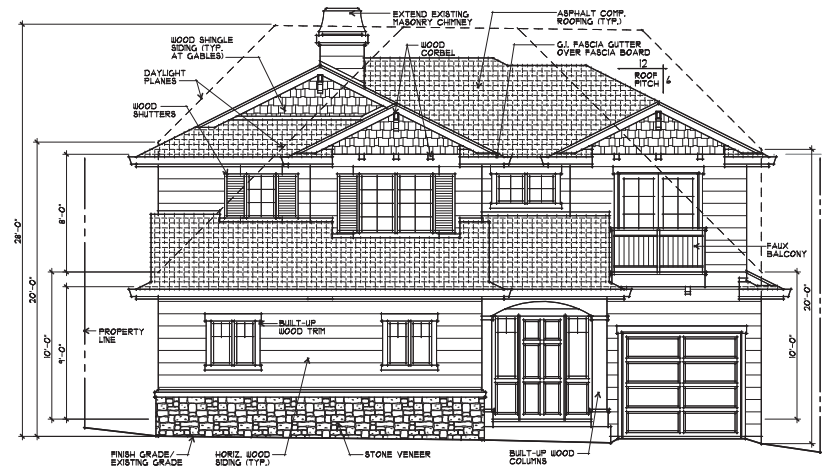 EXTEND EXISTING
MASONRY CHIMNEY
ASPHALT COMP.
ROOFING (TYP.)
WOOD SHINGLE
SIDING (TYP.
AT GABLES)
WOOD
CORBEL
G.I. FASCIA GUTTER
OVER FASCIA BOARD
DAYLIGHT
PLANES
12
ROOF
PITCH
6
WOOD
SHUTTERS
28'-0"
20'-0"
8'-0"
10'-0"
9'-0"
FAUX
BALCONY
20'-0"
10'-0"
PROPERTY
LINE
BUILT-UP
WOOD TRIM
FINISH GRADE/
EXISTING GRADE
HORIZ. WOOD
SIDING (TYP.)
STONE VENEER
BUILT-UP WOOD
COLUMNS